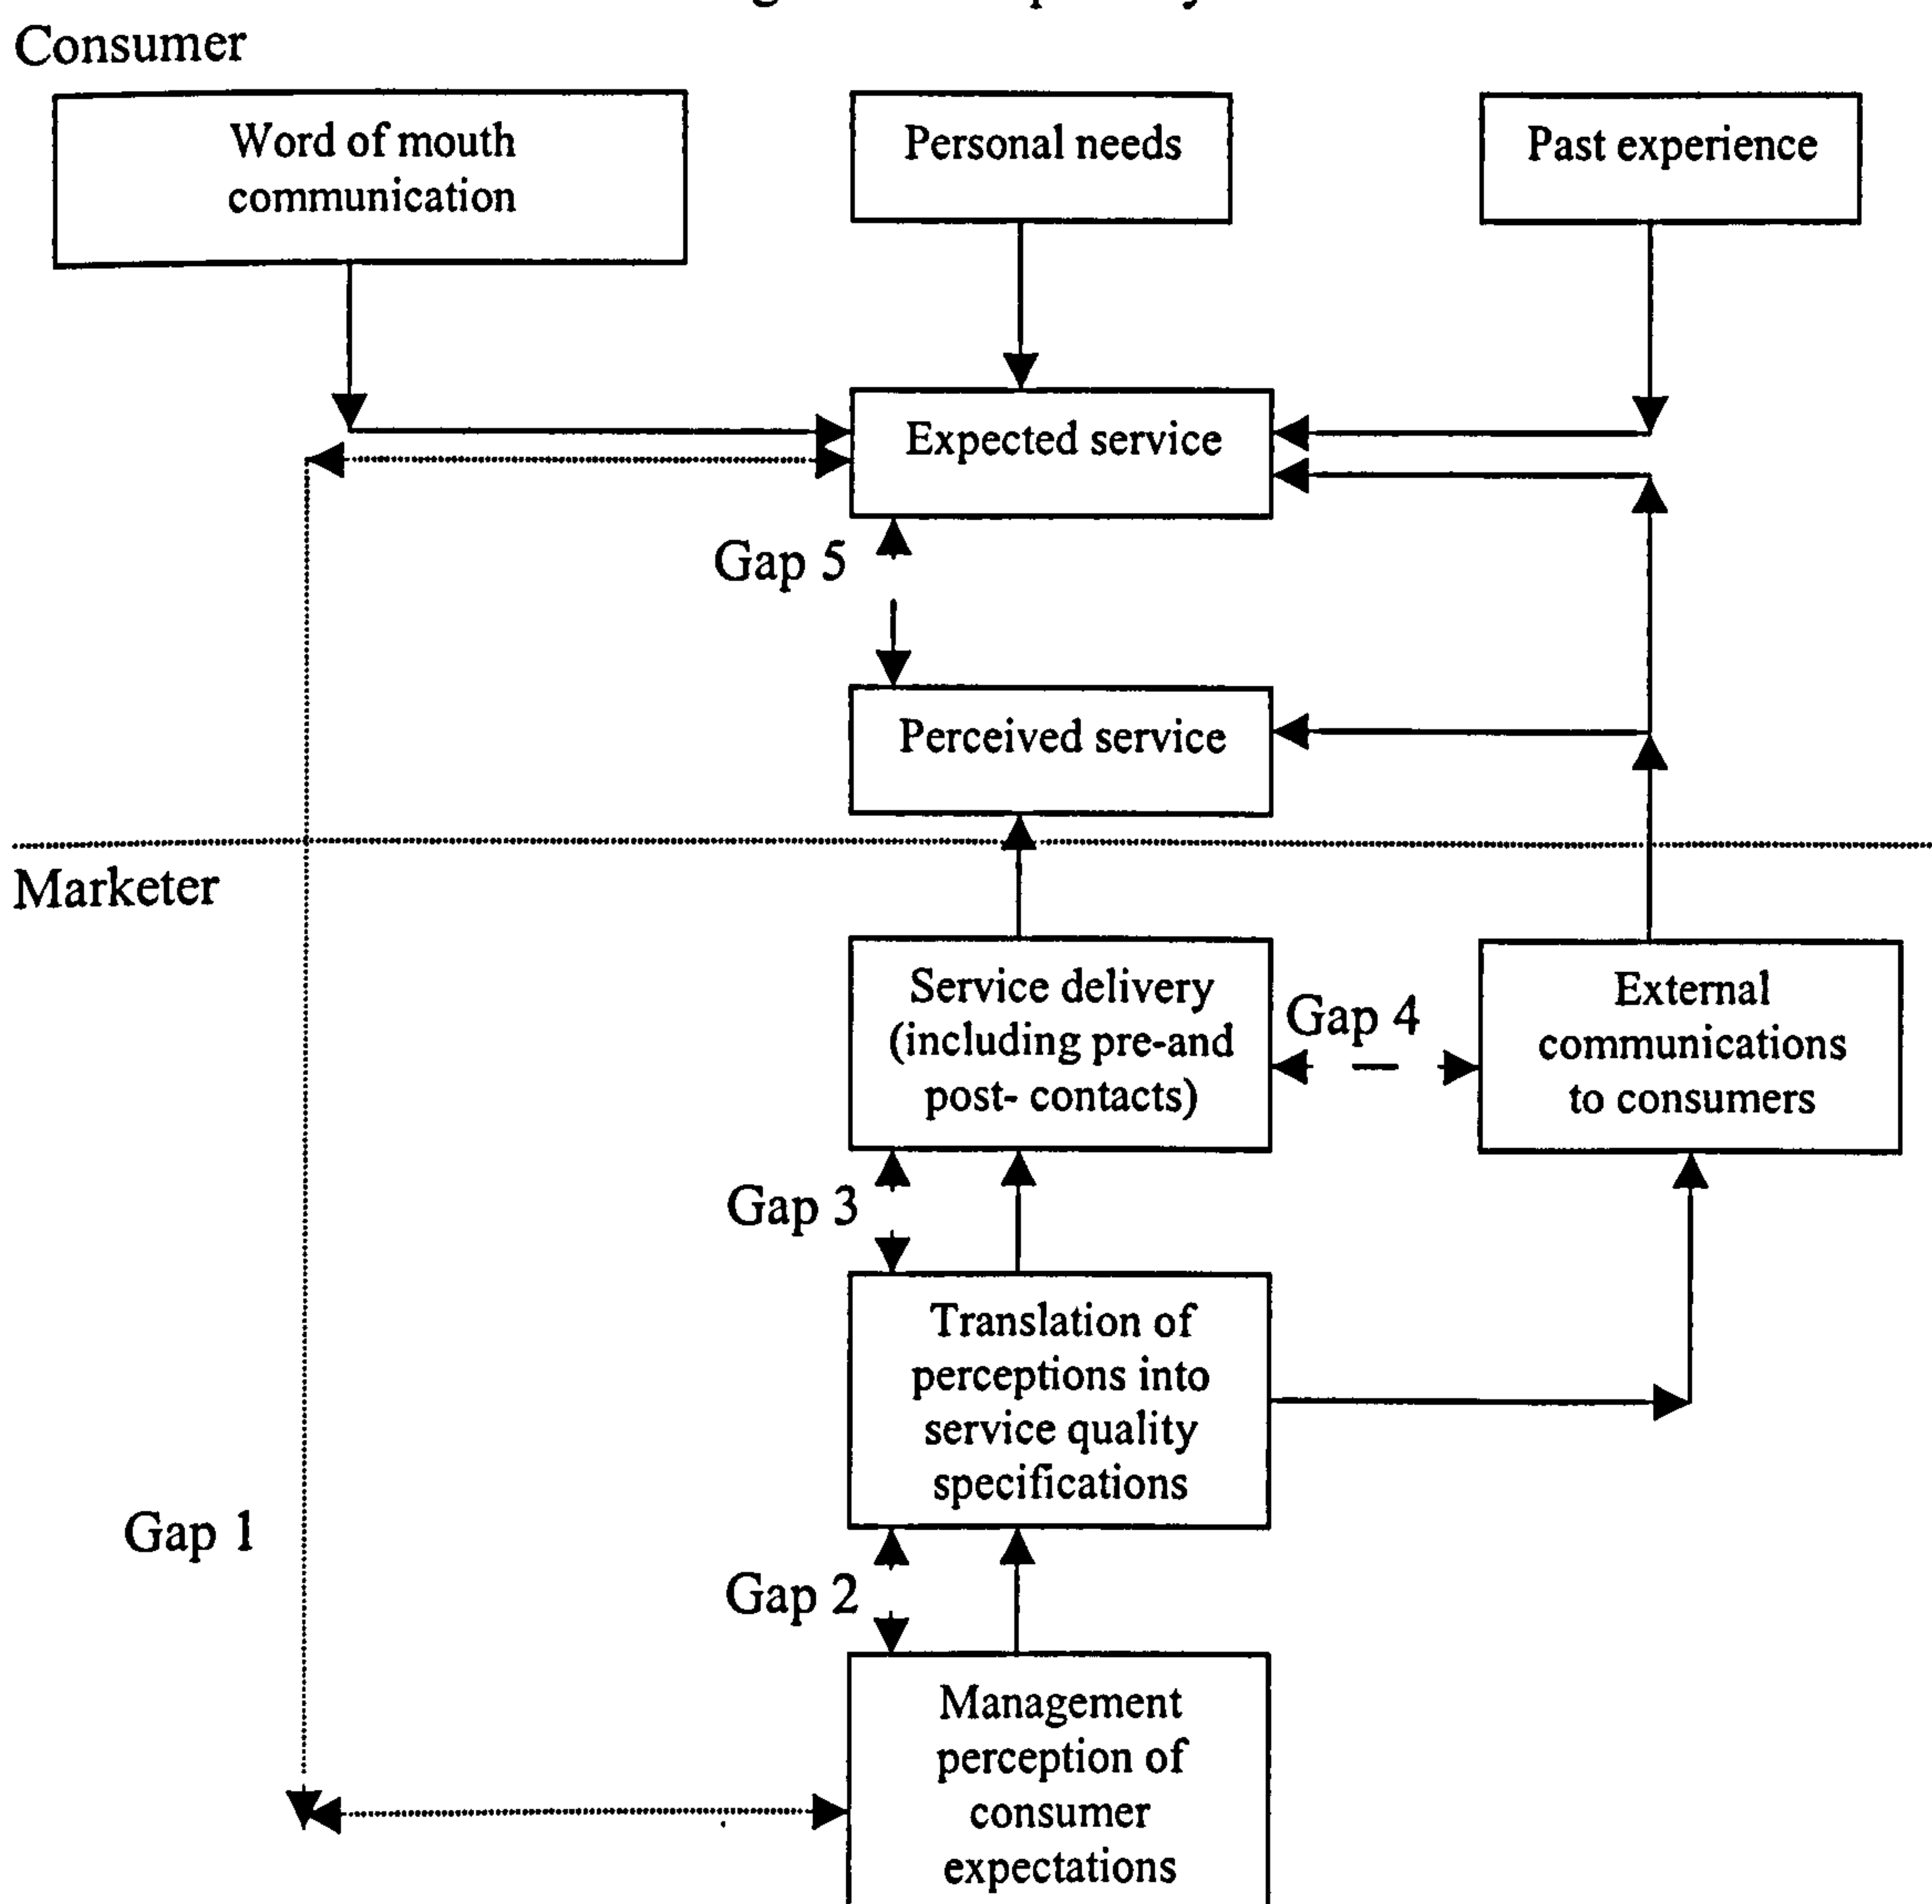 Consumer
Word of mouth
communication
Personal needs
Past experience
Expected service
Gap 5
Perceived service
Marketer
Service delivery
(including pre-and
post- contacts)
Gap 4
External
communications
to consumers
Gap 3
Translation of
perceptions into
service quality
specifications
Gap 1
Gap 2
Management
perception of
consumer
expectations